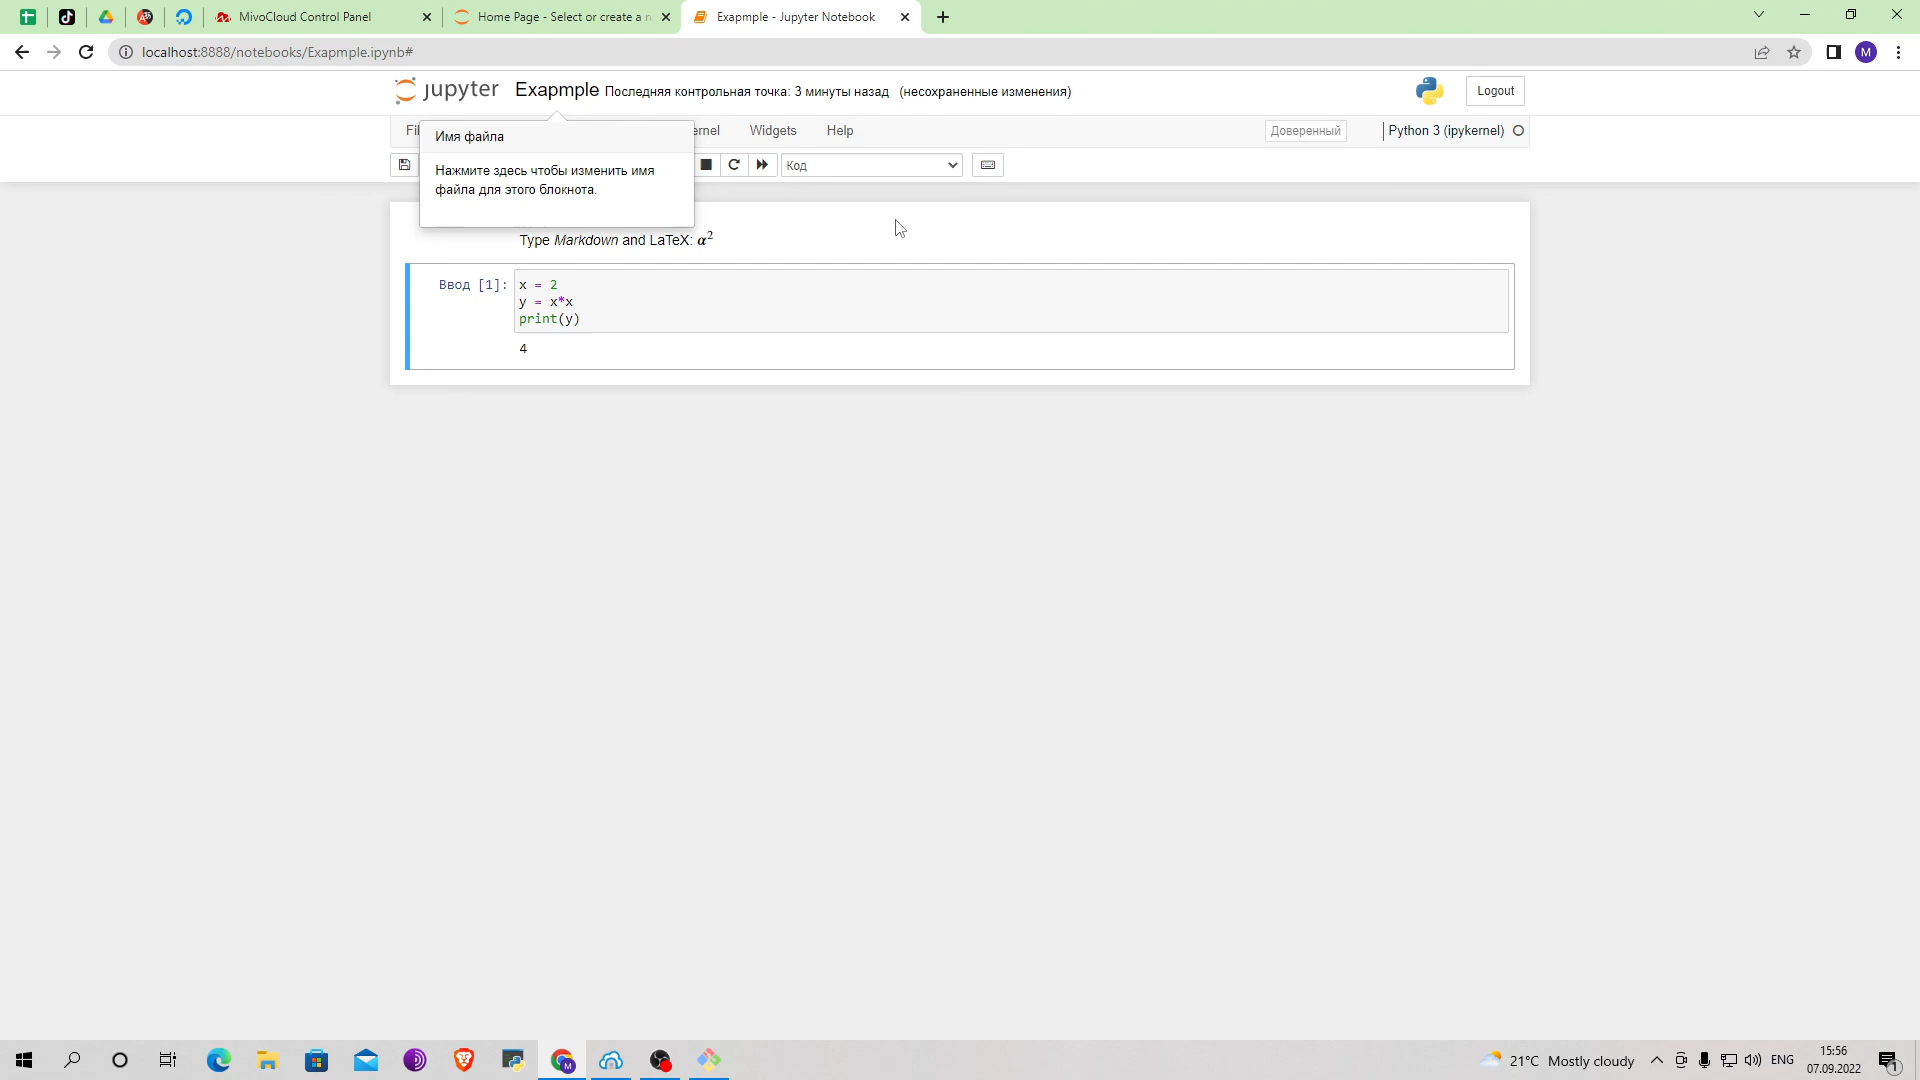 MivoCloud Control Panel
Home Page - Select or create a n
Exapmple - Jupyter Notebook
localhost:8888/notebooks/Exapmple.ipynb#
M
jupyter Exapmple Последняя контрольная точка: 3 минуты назад (несохраненные изменения)
Logout
Fil
ernel Widgets Help
Доверенный
Python 3 (ipykernel)
Имя файла
Нажмите здесь чтобы изменить имя
файла для этого блокнота.
Код
Type Markdown and LaTeX: α²
Ввод [1]:
x = 2
y = x*x
print(y)
4
21°C Mostly cloudy
ENG
15:56
07.09.2022
1